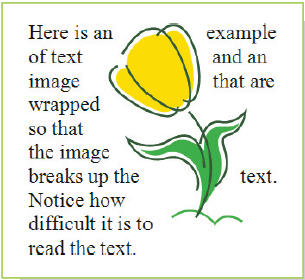 Here is an example
of text and an
image that are
wrapped
so that
the image
breaks up the text.
Notice how
difficult it is to
read the text.